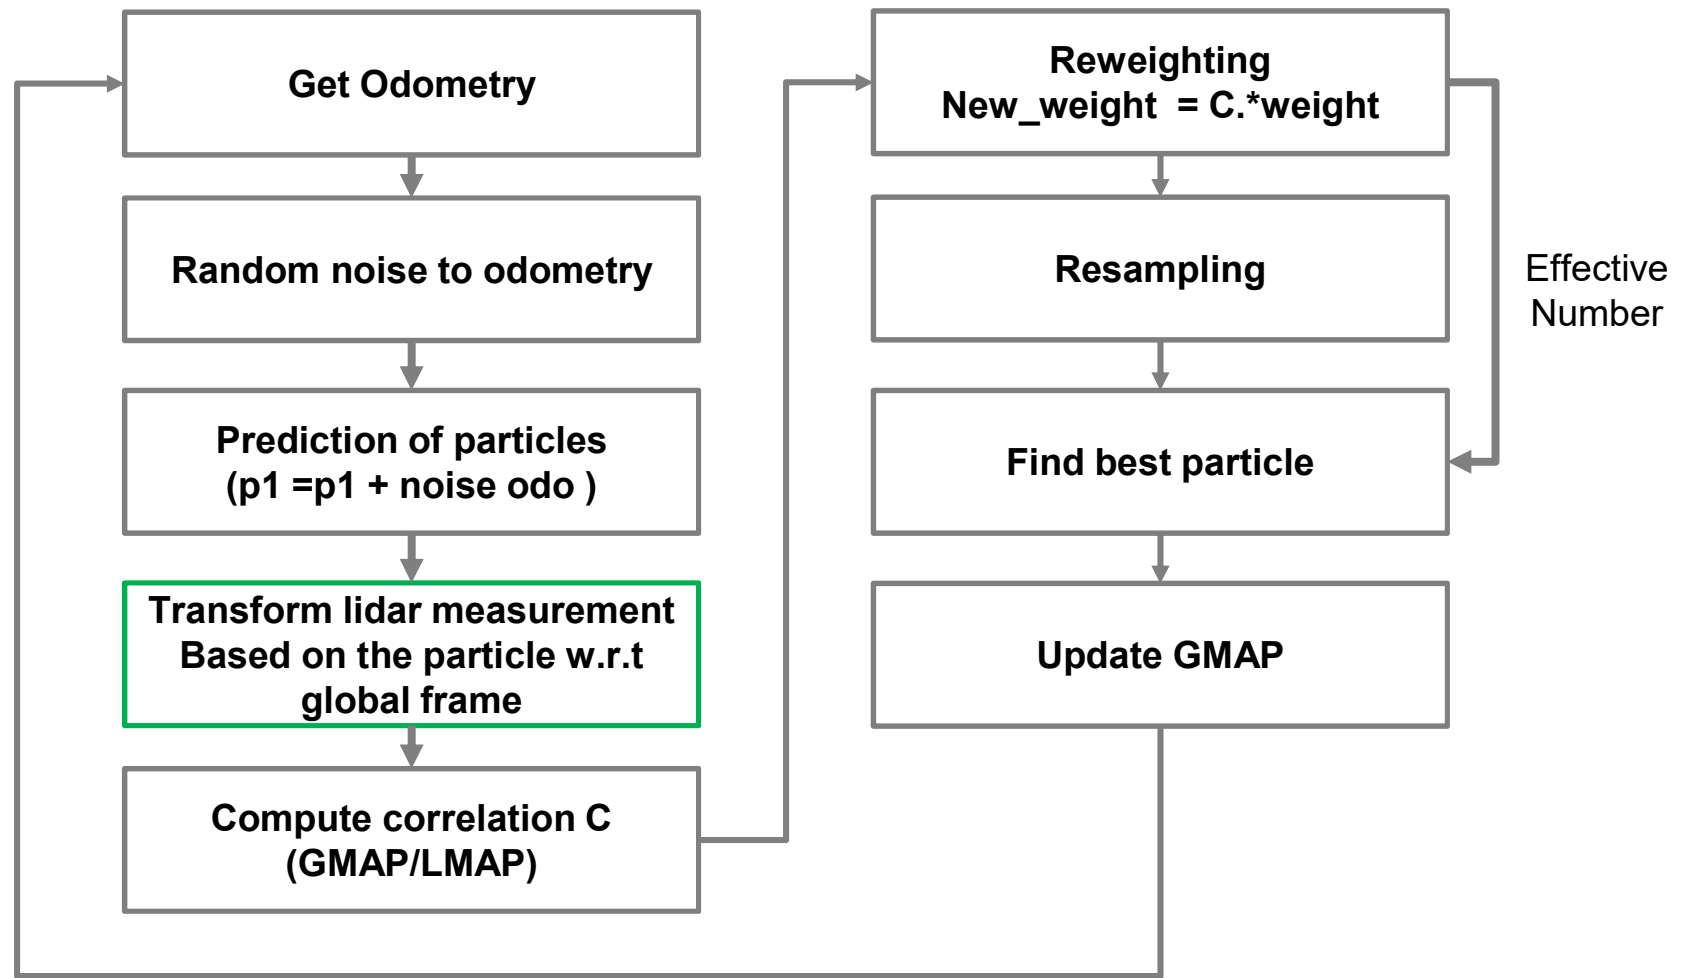 Get Odometry
Random noise to odometry
Prediction of particles
(p1 =p1 + noise odo )
Transform lidar measurement
Based on the particle w.r.t
global frame
Compute correlation C
(GMAP/LMAP)
Reweighting
New_weight  = C.*weight
Resampling
Find best particle
Update GMAP
Effective
Number